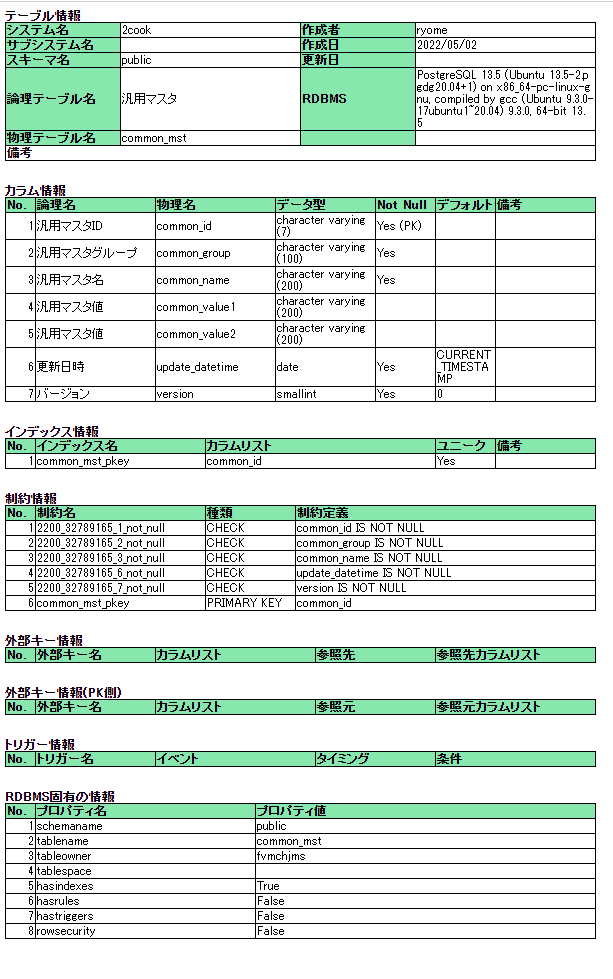 テーブル情報
システム名 2cook 作成者 ryome
サブシステム名 作成日 2022/05/02
スキーマ名 public 更新日
論理テーブル名 汎用マスタ RDBMS PostgreSQL 13.5 (Ubuntu 13.5-2.p
gdg20.04+1) on x86_64-pc-linux-g
nu, compiled by gcc (Ubuntu 9.3.0-
17ubuntu1~20.04) 9.3.0, 64-bit 13.
5
物理テーブル名 common_mst
備考
カラム情報
No. 論理名 物理名 データ型 Not Null デフォルト 備考
1 汎用マスタID common_id character varying
(7) Yes (PK)
2 汎用マスタグループ common_group character varying
(100) Yes
3 汎用マスタ名 common_name character varying
(200) Yes
4 汎用マスタ値 common_value1 character varying
(200)
5 汎用マスタ値 common_value2 character varying
(200)
6 更新日時 update_datetime date Yes CURRENT
_TIMESTA
MP
7 バージョン version smallint Yes 0
インデックス情報
No. インデックス名 カラムリスト ユニーク 備考
1 common_mst_pkey common_id Yes
制約情報
No. 制約名 種類 制約定義
1 2200_32789165_1_not_null CHECK common_id IS NOT NULL
2 2200_32789165_2_not_null CHECK common_group IS NOT NULL
3 2200_32789165_3_not_null CHECK common_name IS NOT NULL
4 2200_32789165_6_not_null CHECK update_datetime IS NOT NULL
5 2200_32789165_7_not_null CHECK version IS NOT NULL
6 common_mst_pkey PRIMARY KEY common_id
外部キー情報
No. 外部キー名 カラムリスト 参照先 参照先カラムリスト
外部キー情報(PK側)
No. 外部キー名 カラムリスト 参照元 参照元カラムリスト
トリガー情報
No. トリガー名 イベント タイミング 条件
RDBMS固有の情報
No. プロパティ名 プロパティ値
1 schemaname public
2 tablename common_mst
3 tableowner fvmchjms
4 tablespace
5 hasindexes True
6 hasrules False
7 hastriggers False
8 rowsecurity False